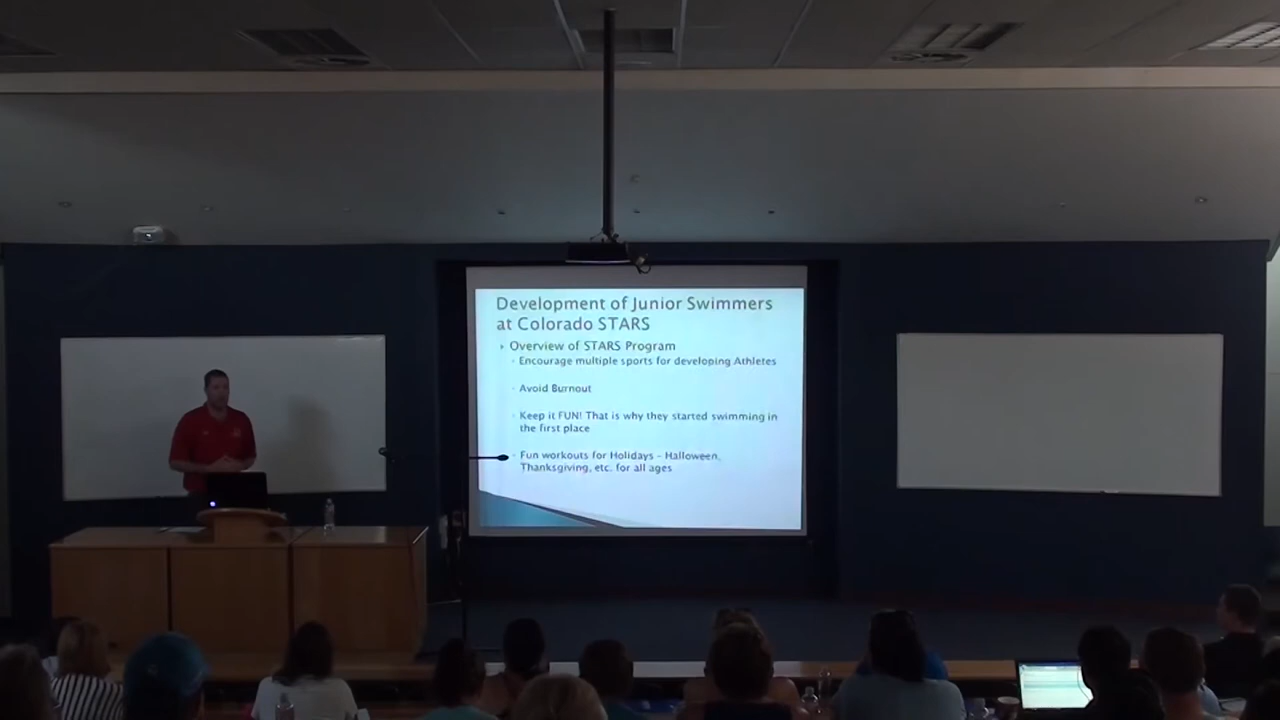 Development of Junior Swimmers
at Colorado STARS
Overview of STARS Program
Encourage multiple sports for developing Athletes
Avoid Burnout
Keep it FUN! That is why they started swimming in
the first place
Fun workouts for Holidays - Halloween,
Thanksgiving, etc. for all ages